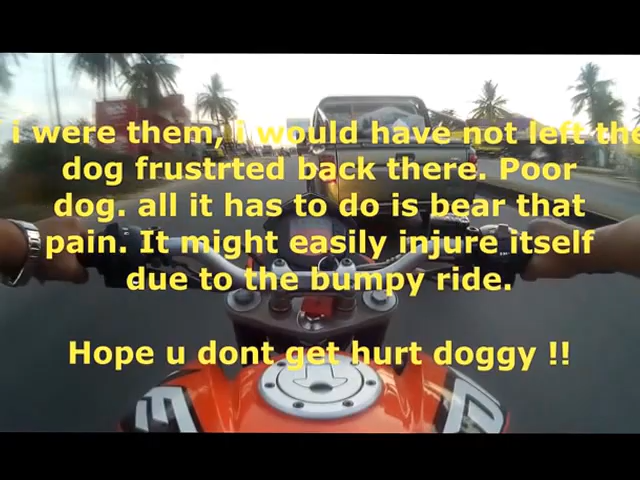 i were them, i would have not left the
dog frustrted back there. Poor
dog. all it has to do is bear that
pain. It might easily injure itself
due to the bumpy ride.
Hope u dont get hurt doggy !!